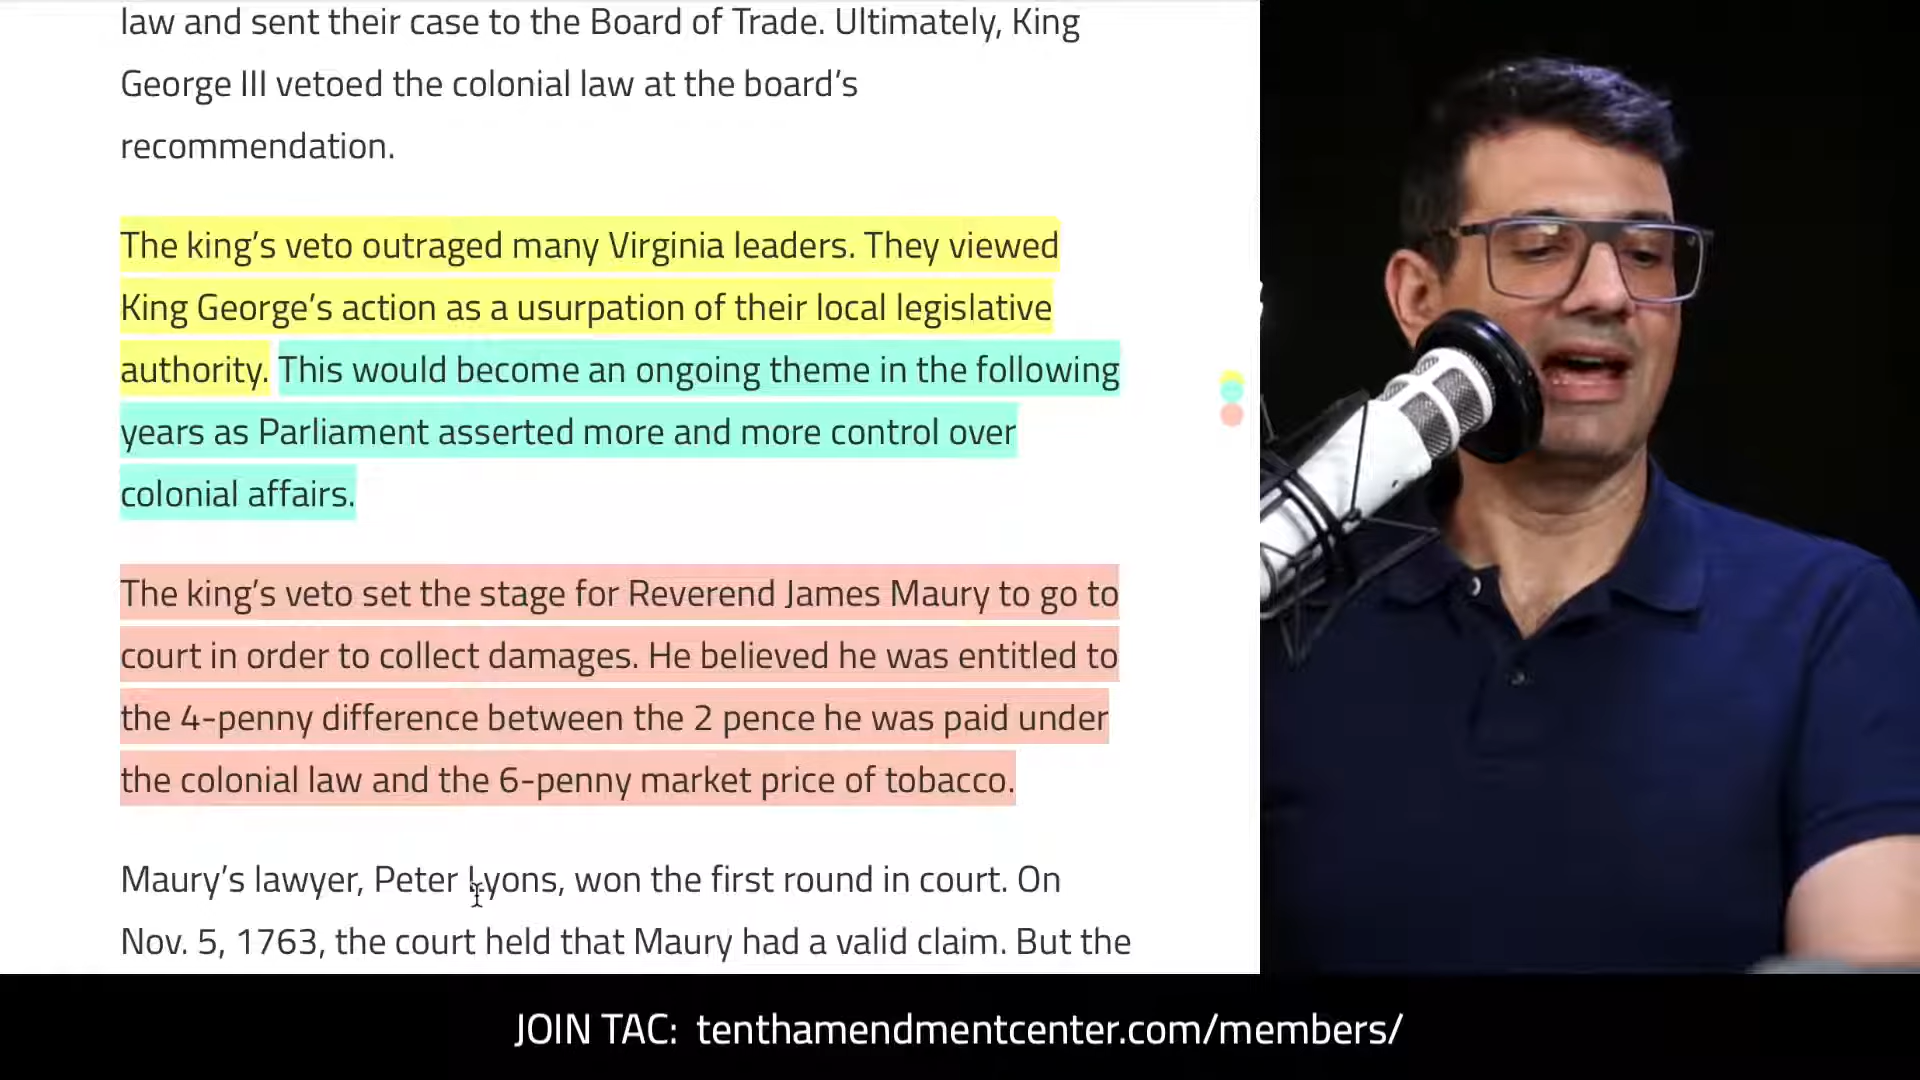 law and sent their case to the Board of Trade. Ultimately, King
George III vetoed the colonial law at the board’s
recommendation.
The king’s veto outraged many Virginia leaders. They viewed
King George’s action as a usurpation of their local legislative
authority. This would become an ongoing theme in the following
years as Parliament asserted more and more control over
colonial affairs.
The king’s veto set the stage for Reverend James Maury to go to
court in order to collect damages. He believed he was entitled to
the 4-penny difference between the 2 pence he was paid under
the colonial law and the 6-penny market price of tobacco.
Maury’s lawyer, Peter Lyons, won the first round in court. On
Nov. 5, 1763, the court held that Maury had a valid claim. But the
JOIN TAC: tenthamendmentcenter.com/members/